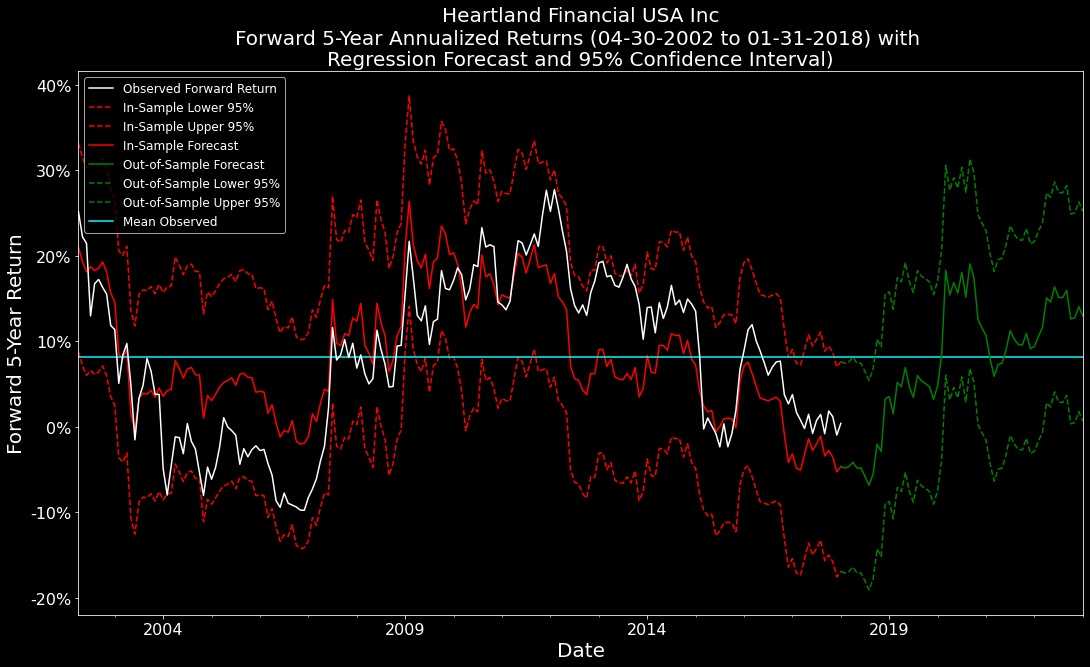 Heartland Financial USA Inc
Forward 5-Year Annualized Returns (04-30-2002 to 01-31-2018) with
Regression Forecast and 95% Confidence Interval)
Observed Forward Return
In-Sample Lower 95%
In-Sample Upper 95%
In-Sample Forecast
Out-of-Sample Forecast
Out-of-Sample Lower 95%
Out-of-Sample Upper 95%
Mean Observed
Forward 5-Year Return
40%
30%
20%
10%
0%
-10%
-20%
2004
2009
2014
2019
Date